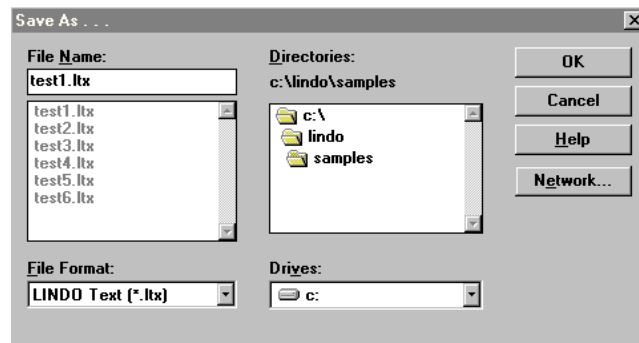 Save As . . .
File Name:
test1.ltx
test1.ltx
test2.ltx
test3.ltx
test4.ltx
test5.ltx
test6.ltx
File Format:
LINDO Text (*.ltx)
Directories:
c:\lindo\samples
c:\
lindo
samples
Drives:
c:
OK
Cancel
Help
Network...